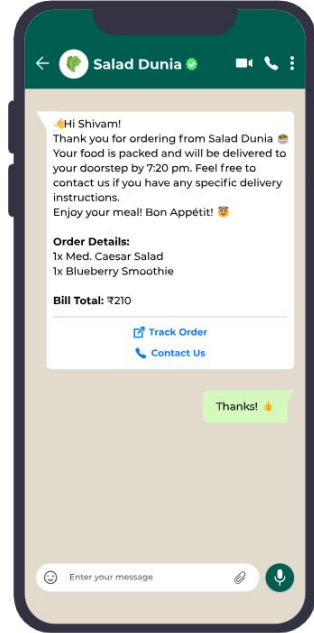 Salad Dunia
👋Hi Shivam!
Thank you for ordering from Salad Dunia 🥗
Your food is packed and will be delivered to
your doorstep by 7:20 pm. Feel free to
contact us if you have any specific delivery
instructions.
Enjoy your meal! Bon Appétit! 😇
Order Details:
1x Med. Caesar Salad
1x Blueberry Smoothie
Bill Total: ₹210
Track Order
Contact Us
Thanks! 👍
Enter your message